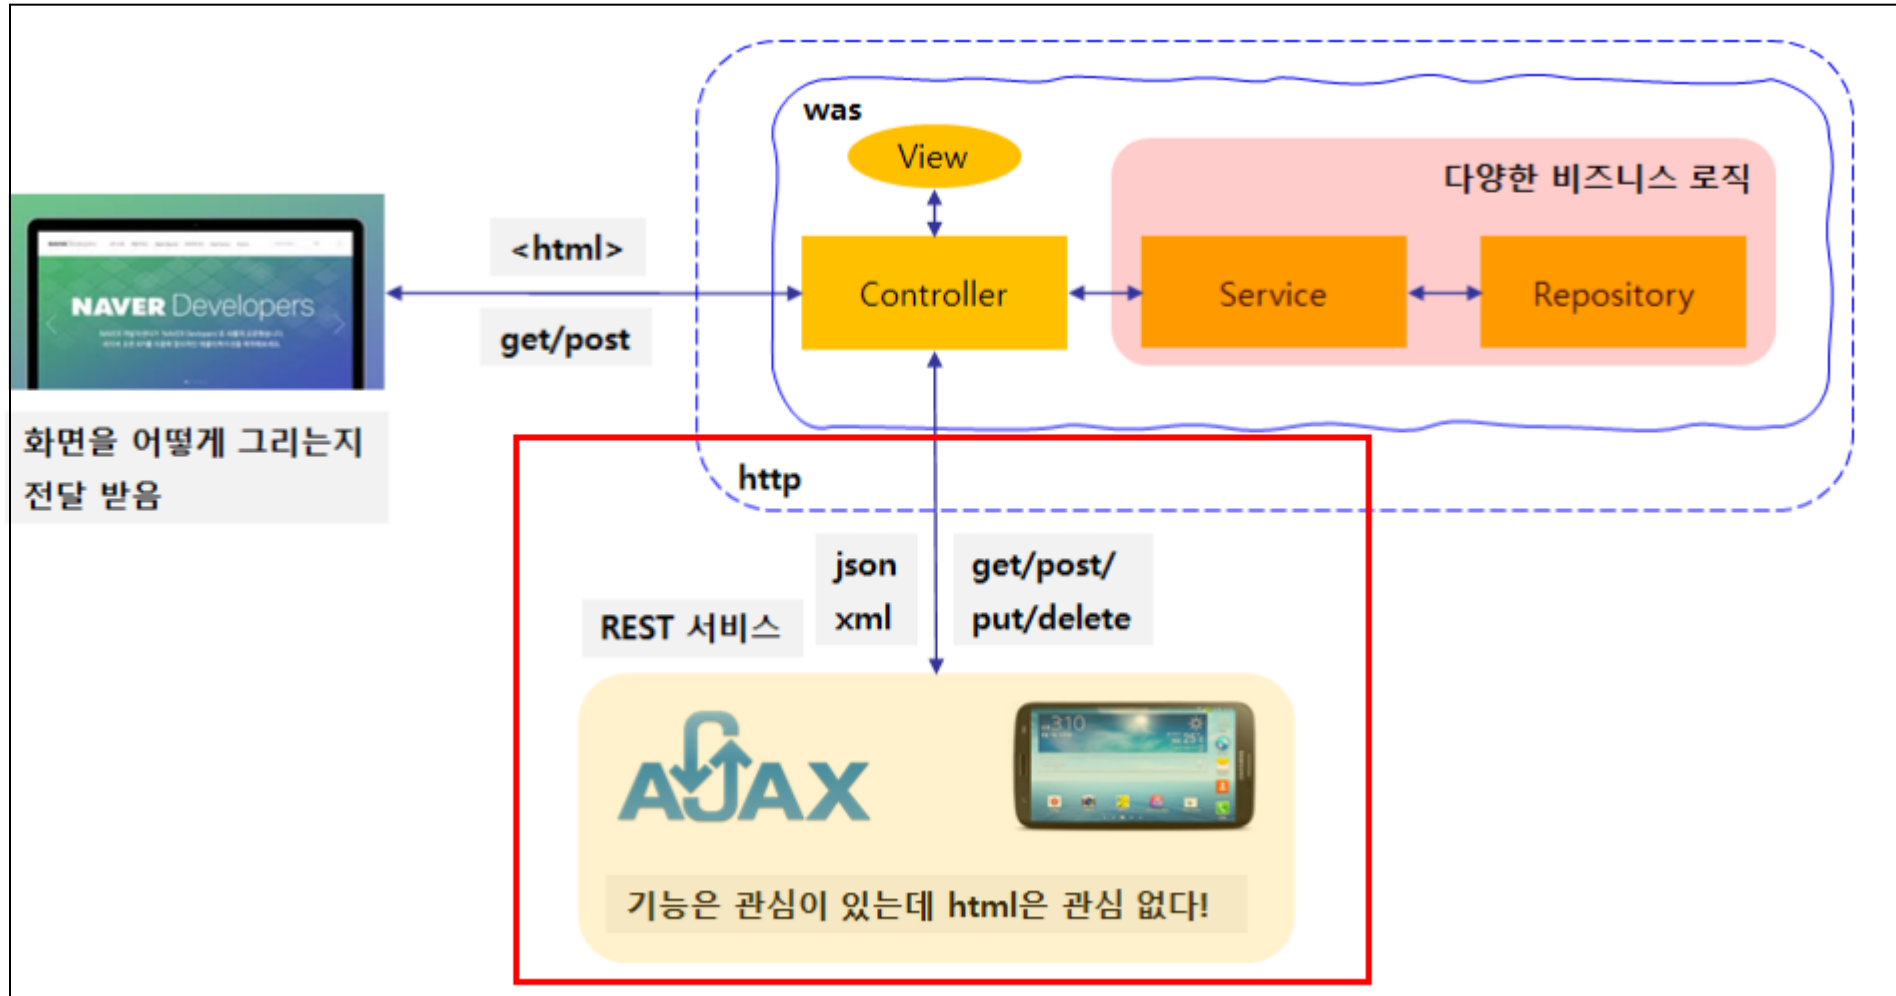 was
View
다양한 비즈니스 로직
<html>
NAVER Developers
Controller
Service
Repository
get/post
화면을 어떻게 그리는지
전달 받음
http
json
xml
get/post/
put/delete
REST 서비스
AJAX
3:10
25
기능은 관심이 있는데 html은 관심 없다!